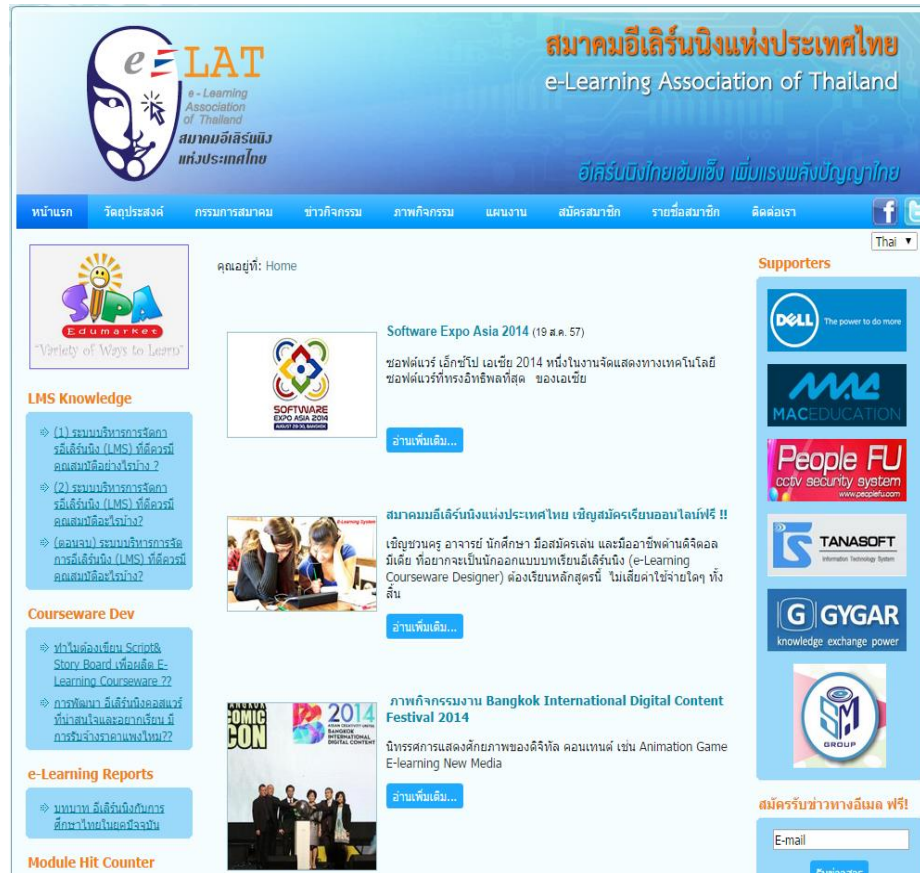 e LAT
e - Learning
Association
of Thailand
สมาคมอีเลิร์นนิง
แห่งประเทศไทย
สมาคมอีเลิร์นนิงแห่งประเทศไทย
e-Learning Association of Thailand
อีเลิร์นนิงไทยเข้มแข็ง เพิ่มแรงพลังปัญญาไทย
หน้าแรก วัตถุประสงค์ กรรมการสมาคม ข่าวกิจกรรม ภาพกิจกรรม แผนงาน สมัครสมาชิก รายชื่อสมาชิก ติดต่อเรา
Thai
SIPA
Edumarket
"Variety of Ways to Learn"
LMS Knowledge
(1) ระบบบริหารการจัดกา
รอีเลิร์นนิง (LMS) ที่ดีควรมี
คุณสมบัติอย่างไรบ้าง ?
(2) ระบบบริหารการจัดกา
รอีเลิร์นนิง (LMS) ที่ดีควรมี
คุณสมบัติอะไรบ้าง?
(ตอนจบ) ระบบบริหารการจัด
การอีเลิร์นนิง (LMS) ที่ดีควรมี
คุณสมบัติอะไรบ้าง?
Courseware Dev
ทำไมต้องเขียน Script&
Story Board เพื่อผลิต E-
Learning Courseware ??
การพัฒนา อีเลิร์นนิงคอสแวร์
ที่น่าสนใจและอยากเรียน มี
การรับจ้างราคาแพงไหม??
e-Learning Reports
บทบาท อีเลิร์นนิงกับการ
ศึกษาไทยในยุคปัจจุบัน
Module Hit Counter
คุณอยู่ที่: Home
SOFTWARE
EXPO ASIA 2014
AUGUST 28-30, BANGKOK
Software Expo Asia 2014 (19 ส.ค. 57)
ซอฟต์แวร์ เอ็กซ์โป เอเชีย 2014 หนึ่งในงานจัดแสดงทางเทคโนโลยี
ซอฟต์แวร์ที่ทรงอิทธิพลที่สุด ของเอเชีย
อ่านเพิ่มเติม...
E-Learning System
สมาคมมอีเลิร์นนิงแห่งประเทศไทย เชิญสมัครเรียนออนไลน์ฟรี !!
เชิญชวนครู อาจารย์ นักศึกษา มือสมัครเล่น และมืออาชีพด้านดิจิตอล
มีเดีย ที่อยากจะเป็นนักออกแบบบทเรียนอีเลิร์นนิง (e-Learning
Courseware Designer) ต้องเรียนหลักสูตรนี้ ไม่เสียค่าใช้จ่ายใดๆ ทั้ง
สิ้น
อ่านเพิ่มเติม...
COMIC
CON
2014
BANGKOK
INTERNATIONAL
DIGITAL CONTENT
ภาพกิจกรรมงาน Bangkok International Digital Content
Festival 2014
นิทรรศการแสดงศักยภาพของดิจิทัล คอนเทนต์ เช่น Animation Game
E-learning New Media
อ่านเพิ่มเติม...
Supporters
DELL The power to do more
MACEDUCATION
People FU
cctv security system
www.peoplefu.com
TANASOFT
Information Technology System
G GYGAR
knowledge exchange power
SM
GROUP
สมัครรับข่าวทางอีเมล ฟรี!
E-mail